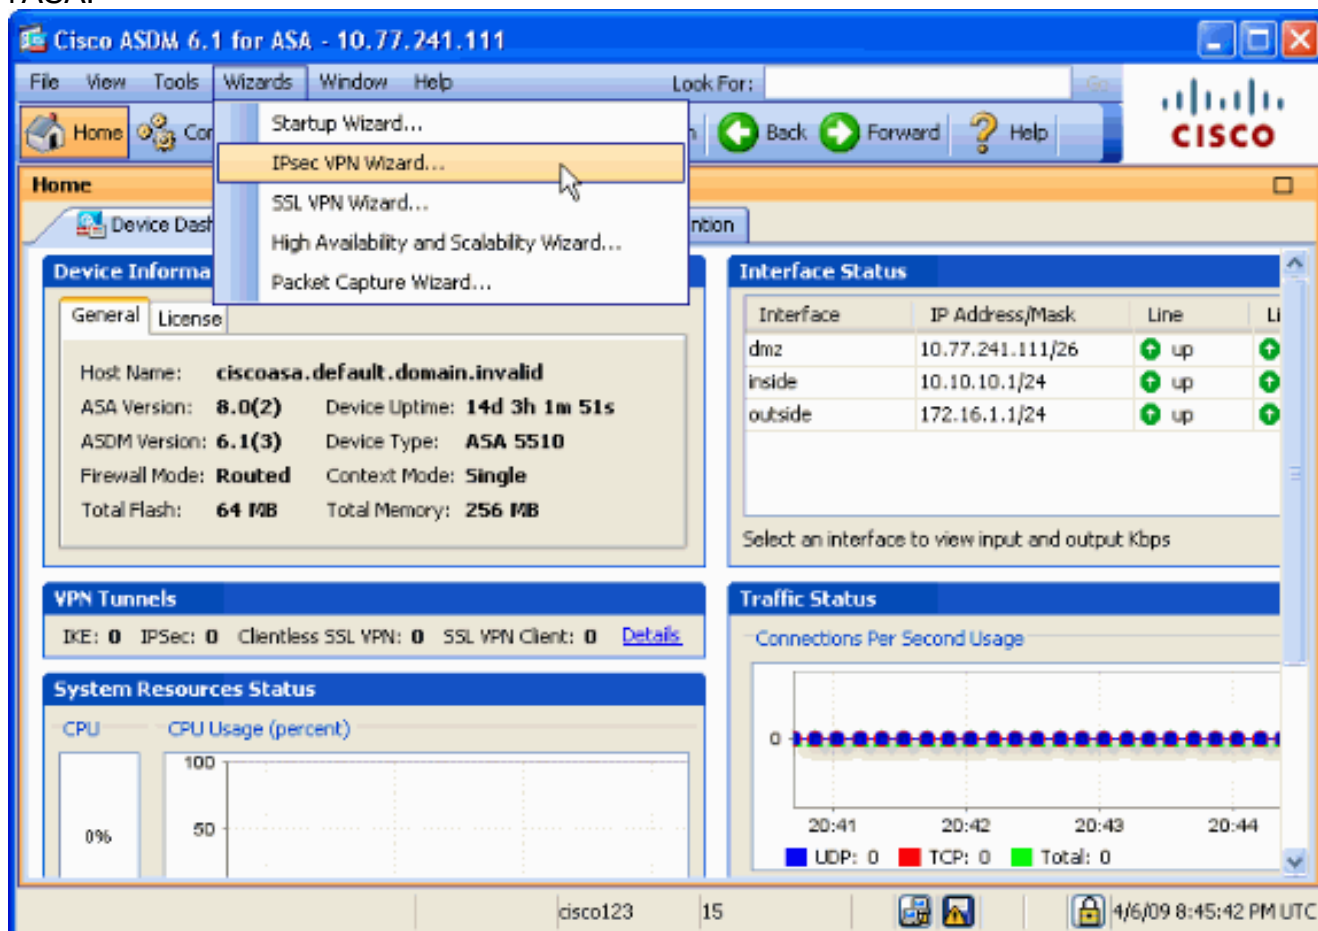 Cisco ASDM 6.1 for ASA - 10.77.241.111
File View Tools Wizards Window Help Look For: Go
Home Back Forward Help
CISCO
Startup Wizard...
IPsec VPN Wizard...
SSL VPN Wizard...
High Availability and Scalability Wizard...
Packet Capture Wizard...
Home
Device Dash
Device Informa
General License
Host Name: ciscoasa.default.domain.invalid
ASA Version: 8.0(2) Device Uptime: 14d 3h 1m 51s
ASDM Version: 6.1(3) Device Type: ASA 5510
Firewall Mode: Routed Context Mode: Single
Total Flash: 64 MB Total Memory: 256 MB
Interface Status
Interface IP Address/Mask Line Li
dmz 10.77.241.111/26 up
inside 10.10.10.1/24 up
outside 172.16.1.1/24 up
Select an interface to view input and output Kbps
VPN Tunnels
IKE: 0 IPSec: 0 Clientless SSL VPN: 0 SSL VPN Client: 0 Details
Traffic Status
Connections Per Second Usage
0
20:41 20:42 20:43 20:44
UDP: 0 TCP: 0 Total: 0
System Resources Status
CPU CPU Usage (percent)
100
50
0%
cisco123 15 4/6/09 8:45:42 PM UTC